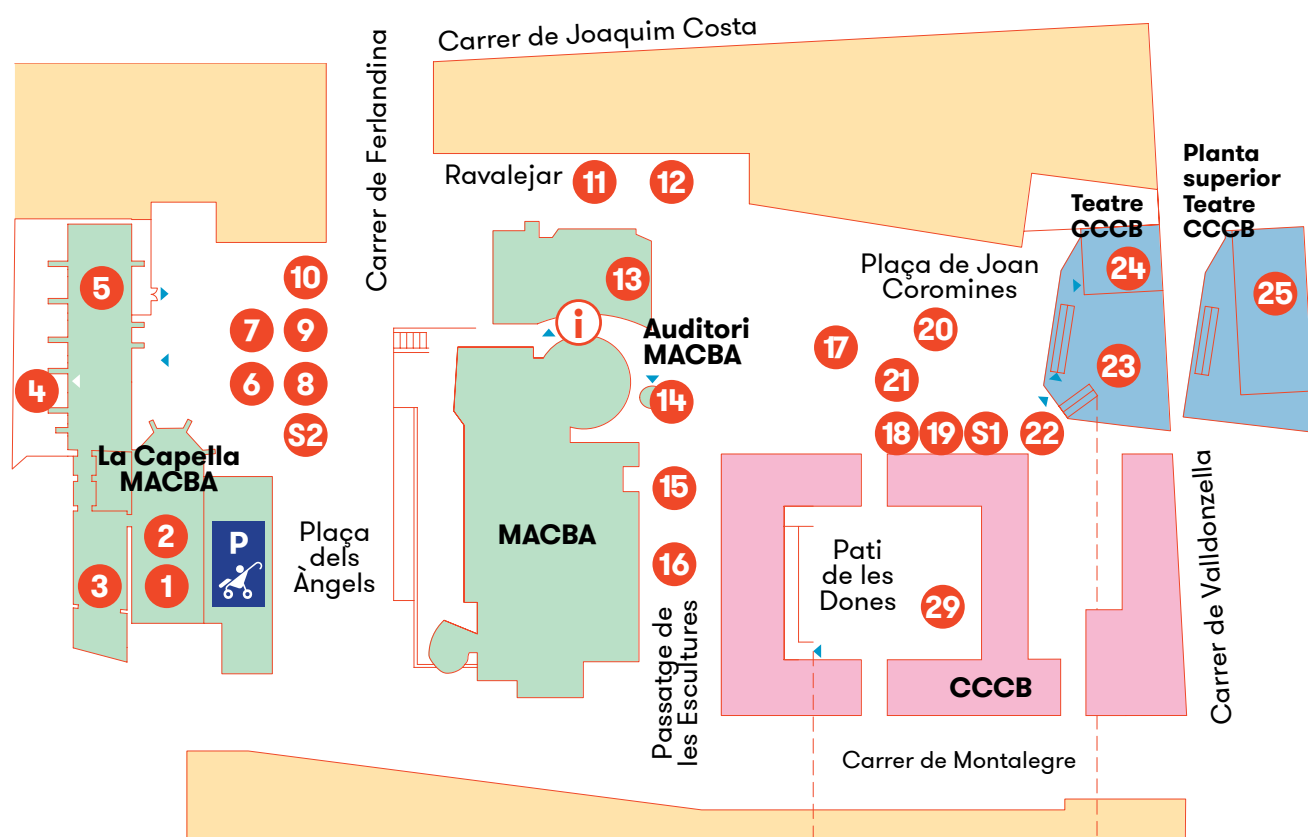 Carrer de Joaquim Costa
Carrer de Ferlandina
Ravalejar
11
12
Planta
superior
Teatre
CCCB
Teatre
CCCB
24
25
Plaça de Joan
Coromines
5
10
13
7
9
i
Auditori
MACBA
17
20
21
23
4
6
8
14
S2
18
19
S1
22
La Capella
MACBA
15
2
P
Plaça
dels
Àngels
MACBA
16
Pati
de les
Dones
3
1
29
Passatge de
les Escultures
CCCB
Carrer de Valldonzella
Carrer de Montalegre